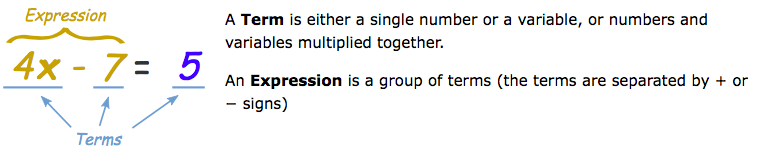 Expression
4x - 7 = 5
Terms
A Term is either a single number or a variable, or numbers and
variables multiplied together.
An Expression is a group of terms (the terms are separated by + or
− signs)